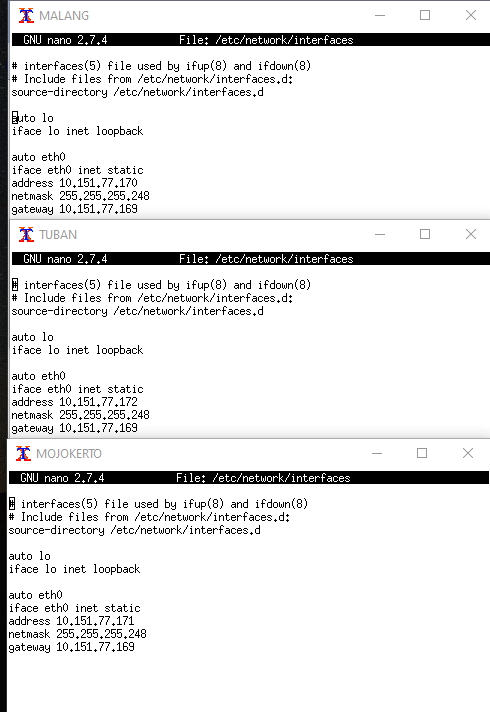 MALANG
GNU nano 2.7.4 File: /etc/network/interfaces
# interfaces(5) file used by ifup(8) and ifdown(8)
# Include files from /etc/network/interfaces.d:
source-directory /etc/network/interfaces.d
auto lo
iface lo inet loopback
auto eth0
iface eth0 inet static
address 10.151.77.170
netmask 255.255.255.248
gateway 10.151.77.169
TUBAN
GNU nano 2.7.4 File: /etc/network/interfaces
# interfaces(5) file used by ifup(8) and ifdown(8)
# Include files from /etc/network/interfaces.d:
source-directory /etc/network/interfaces.d
auto lo
iface lo inet loopback
auto eth0
iface eth0 inet static
address 10.151.77.172
netmask 255.255.255.248
gateway 10.151.77.169
MOJOKERTO
GNU nano 2.7.4 File: /etc/network/interfaces
# interfaces(5) file used by ifup(8) and ifdown(8)
# Include files from /etc/network/interfaces.d:
source-directory /etc/network/interfaces.d
auto lo
iface lo inet loopback
auto eth0
iface eth0 inet static
address 10.151.77.171
netmask 255.255.255.248
gateway 10.151.77.169